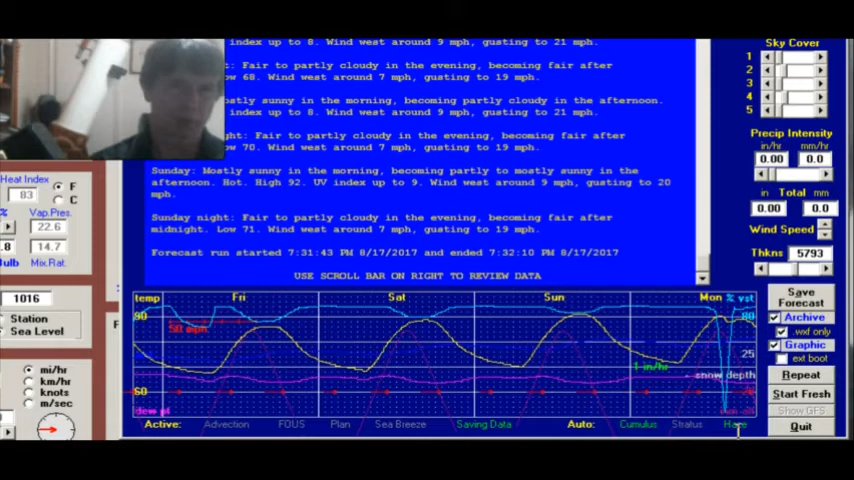 index up to 8. Wind west around 9 mph, gusting to 21 mph.
t: Fair to partly cloudy in the evening, becoming fair after
ow 68. Wind west around 7 mph, gusting to 19 mph.
ostly sunny in the morning, becoming partly cloudy in the afternoon.
index up to 8. Wind west around 9 mph, gusting to 21 mph.
ght: Fair to partly cloudy in the evening, becoming fair after
ow 70. Wind west around 7 mph, gusting to 19 mph.
Sunday: Mostly sunny in the morning, becoming partly to mostly sunny in the
afternoon. Hot. High 92. UV index up to 9. Wind west around 9 mph, gusting to 20
mph.
Sunday night: Fair to partly cloudy in the evening, becoming fair after
midnight. Low 71. Wind west around 7 mph, gusting to 19 mph.
Forecast run started 7:31:43 PM 8/17/2017 and ended 7:32:10 PM 8/17/2017
USE SCROLL BAR ON RIGHT TO REVIEW DATA
Heat Index
83
F
C
% Vap.Pres.
22.6
.8 14.7
ulb Mix.Rat.
1016
Station
Sea Level
F
mi/hr
km/hr
knots
m/sec
temp Fri Sat Sun Mon % vst
90 80
50 mph
25
1 in/hr
snow depth
60
dew pt
Active: Advection FOUS Plan Sea Breeze Saving Data Auto: Cumulus Stratus Haze
Sky Cover
1
2
3
4
5
Precip Intensity
in/hr mm/hr
0.00 0.0
in Total mm
0.00 0.0
Wind Speed
Thkns 5793
Save
Forecast
Archive
.wxf only
Graphic
ext boot
Repeat
Start Fresh
Show GFS
Quit